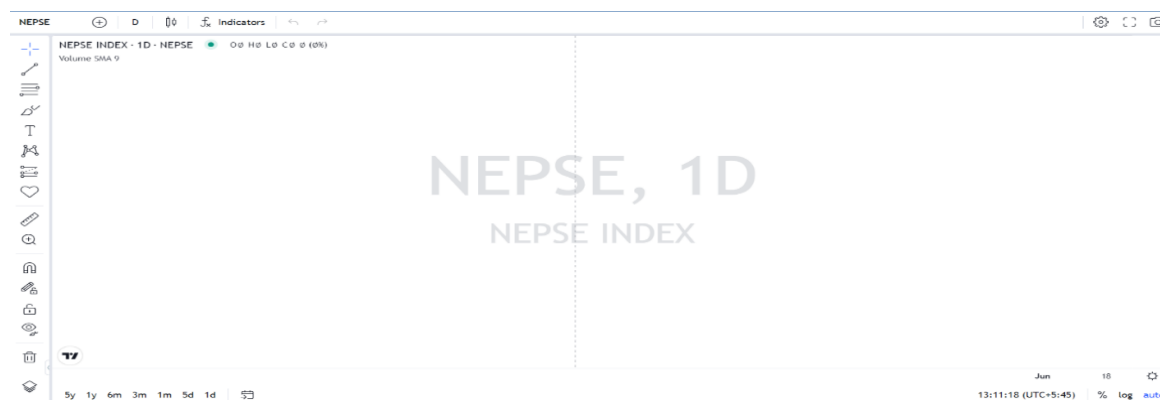 NEPSE D Indicators
NEPSE INDEX · 1D · NEPSE O∅ H∅ L∅ C∅ ∅ (0%)
Volume SMA 9
NEPSE, 1D
NEPSE INDEX
Jun 18
5y 1y 6m 3m 1m 5d 1d 13:11:18 (UTC+5:45) % log auto